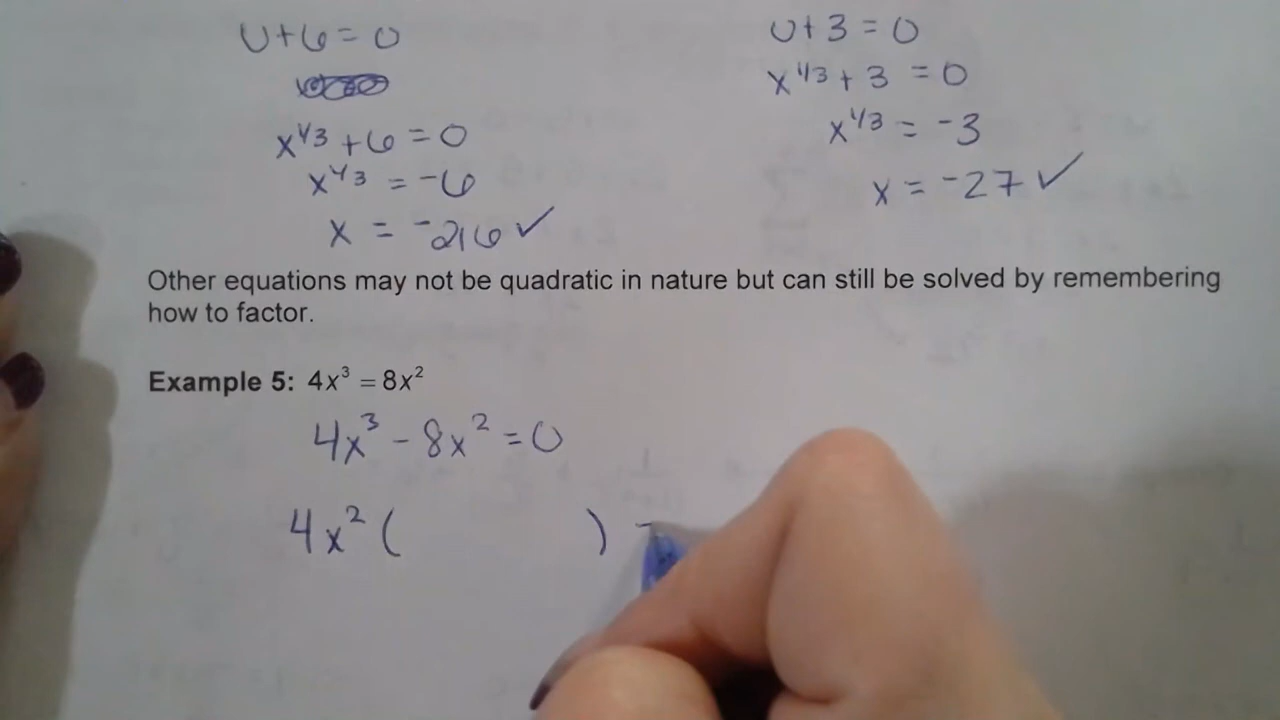 U+6=0
x^1/3 +6=0
x^1/3 = -6
x = -216 ✓
U+3=0
x^1/3 + 3 = 0
x^1/3 = -3
x = -27 ✓
Other equations may not be quadratic in nature but can still be solved by remembering
how to factor.
Example 5: 4x³ = 8x²
4x³ - 8x² = 0
4x² (          )